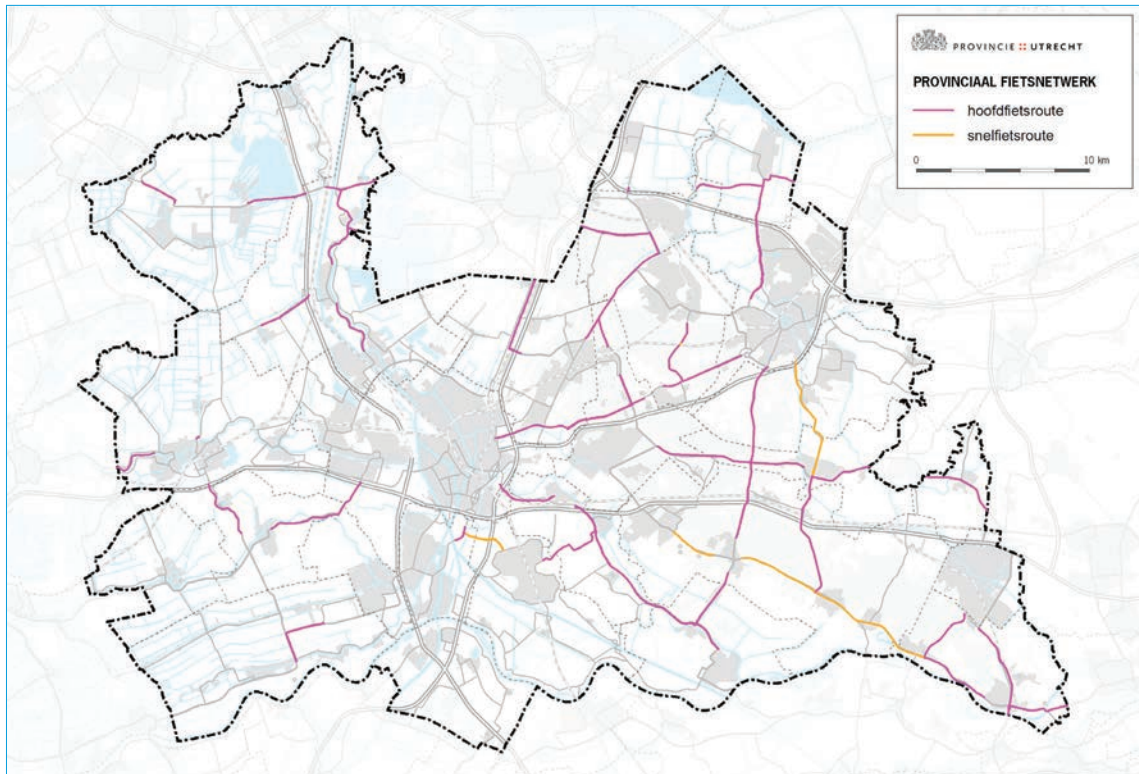 PROVINCIE UTRECHT
PROVINCIAAL FIETSNETWERK
hoofdfietsroute
snelfietsroute
0 10 km